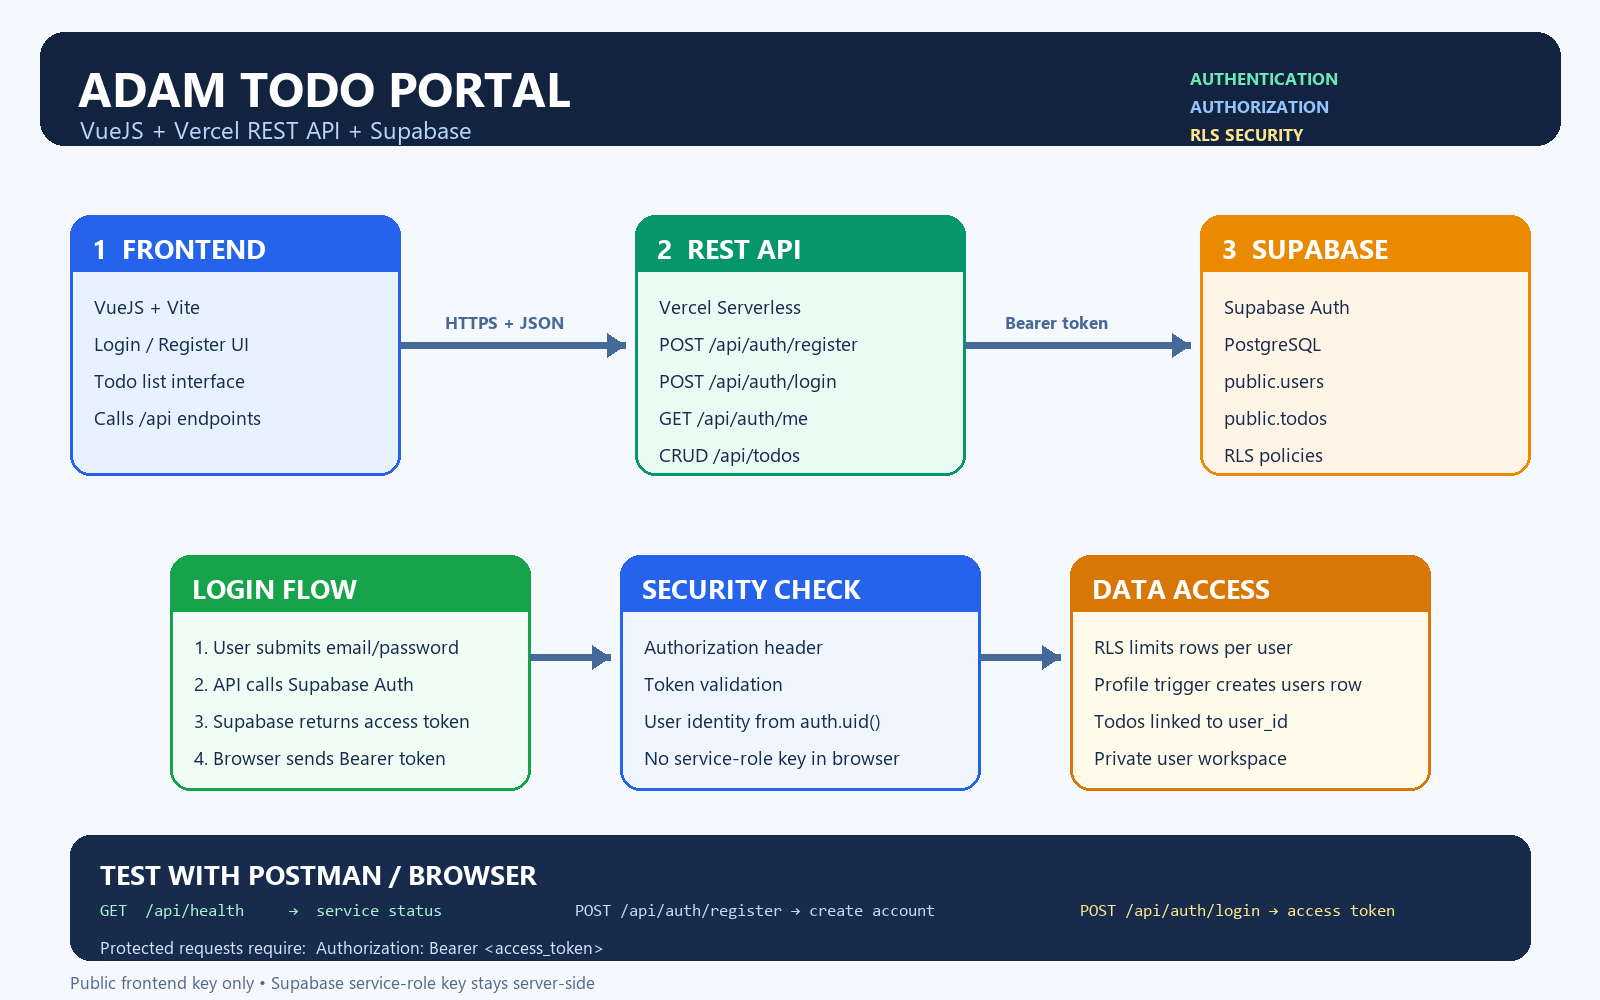 ADAM TODO PORTAL
VueJS + Vercel REST API + Supabase
AUTHENTICATION
AUTHORIZATION
RLS SECURITY
1 FRONTEND
VueJS + Vite
Login / Register UI
Todo list interface
Calls /api endpoints
HTTPS + JSON
2 REST API
Vercel Serverless
POST /api/auth/register
POST /api/auth/login
GET /api/auth/me
CRUD /api/todos
Bearer token
3 SUPABASE
Supabase Auth
PostgreSQL
public.users
public.todos
RLS policies
LOGIN FLOW
1. User submits email/password
2. API calls Supabase Auth
3. Supabase returns access token
4. Browser sends Bearer token
SECURITY CHECK
Authorization header
Token validation
User identity from auth.uid()
No service-role key in browser
DATA ACCESS
RLS limits rows per user
Profile trigger creates users row
Todos linked to user_id
Private user workspace
TEST WITH POSTMAN / BROWSER
GET /api/health → service status
POST /api/auth/register → create account
POST /api/auth/login → access token
Protected requests require: Authorization: Bearer <access_token>
Public frontend key only • Supabase service-role key stays server-side